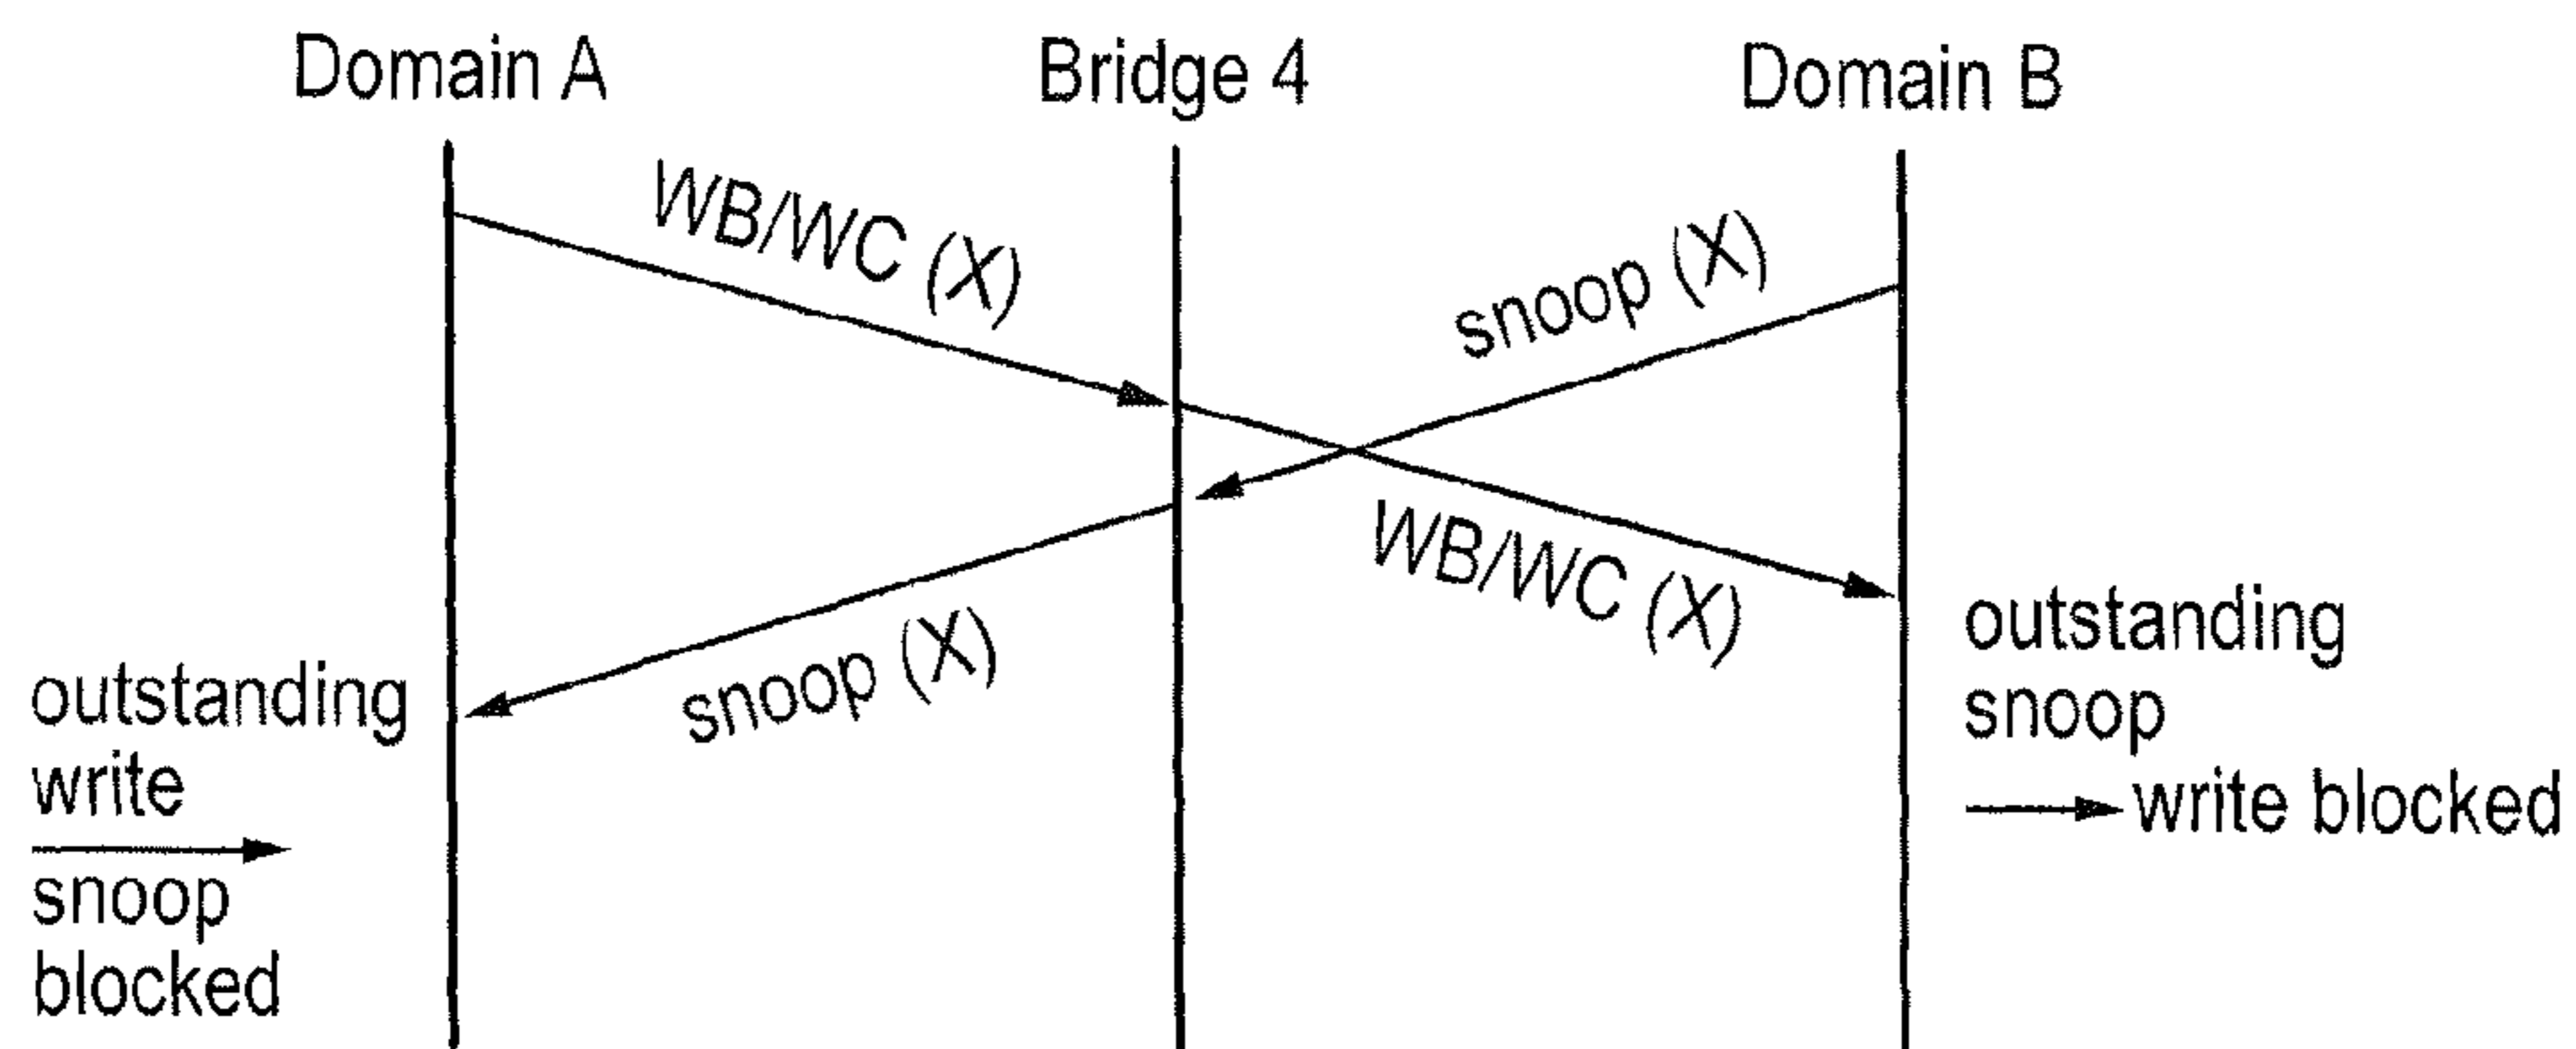 Domain A
Bridge 4
Domain B
WB/WC (X)
snoop (X)
WB/WC (X)
snoop (X)
outstanding
write
snoop
blocked
outstanding
snoop
write blocked